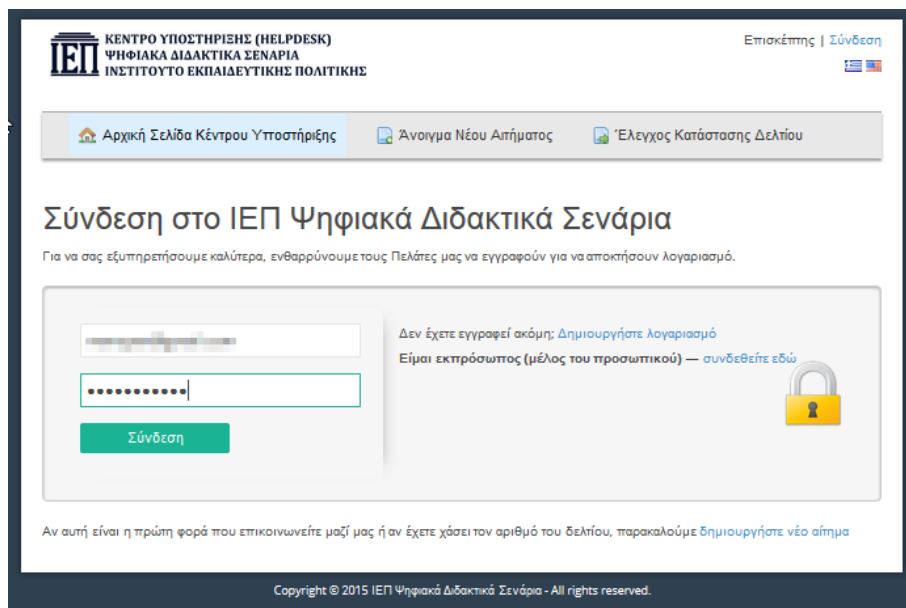 ΙΕΠ
ΚΕΝΤΡΟ ΥΠΟΣΤΗΡΙΞΗΣ (HELPDESK)
ΨΗΦΙΑΚΑ ΔΙΔΑΚΤΙΚΑ ΣΕΝΑΡΙΑ
ΙΝΣΤΙΤΟΥΤΟ ΕΚΠΑΙΔΕΥΤΙΚΗΣ ΠΟΛΙΤΙΚΗΣ
Επισκέπτης | Σύνδεση
Αρχική Σελίδα Κέντρου Υποστήριξης Άνοιγμα Νέου Αιτήματος Έλεγχος Κατάστασης Δελτίου
Σύνδεση στο ΙΕΠ Ψηφιακά Διδακτικά Σενάρια
Για να σας εξυπηρετήσουμε καλύτερα, ενθαρρύνουμε τους Πελάτες μας να εγγραφούν για να αποκτήσουν λογαριασμό.
Δεν έχετε εγγραφεί ακόμη; Δημιουργήστε λογαριασμό
Είμαι εκπρόσωπος (μέλος του προσωπικού) — συνδεθείτε εδώ
Σύνδεση
Αν αυτή είναι η πρώτη φορά που επικοινωνείτε μαζί μας ή αν έχετε χάσει τον αριθμό του δελτίου, παρακαλούμε δημιουργήστε νέο αίτημα
Copyright © 2015 ΙΕΠ Ψηφιακά Διδακτικά Σενάρια - All rights reserved.